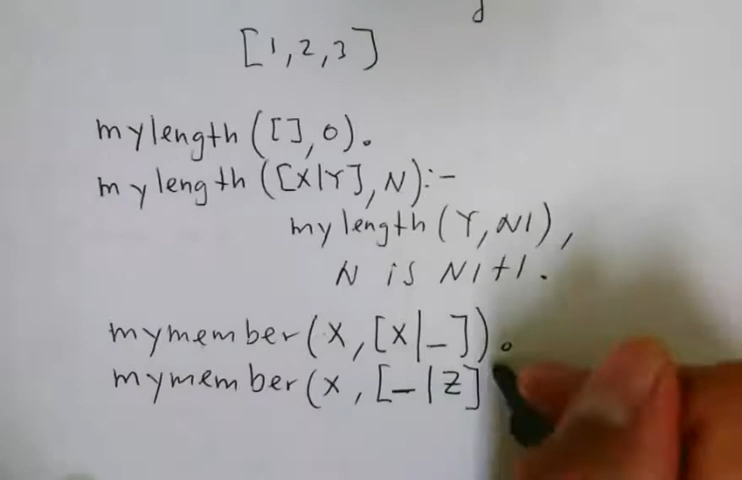 [1,2,3]
mylength([],0).
mylength([X|Y],N):-
mylength(Y,N1),
N is N1+1.
mymember(X,[X|_]).
mymember(X,[_|Z]